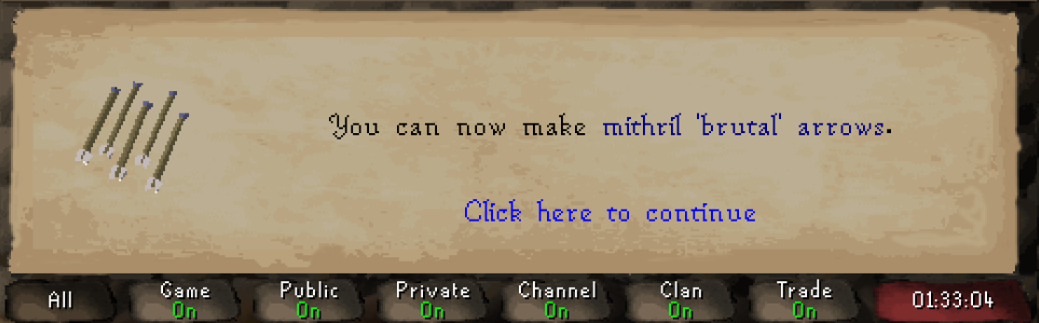 You can now make mithril 'brutal' arrows.
Click here to continue
All
Game
On
Public
On
Private
On
Channel
On
Clan
On
Trade
On
01:33:04